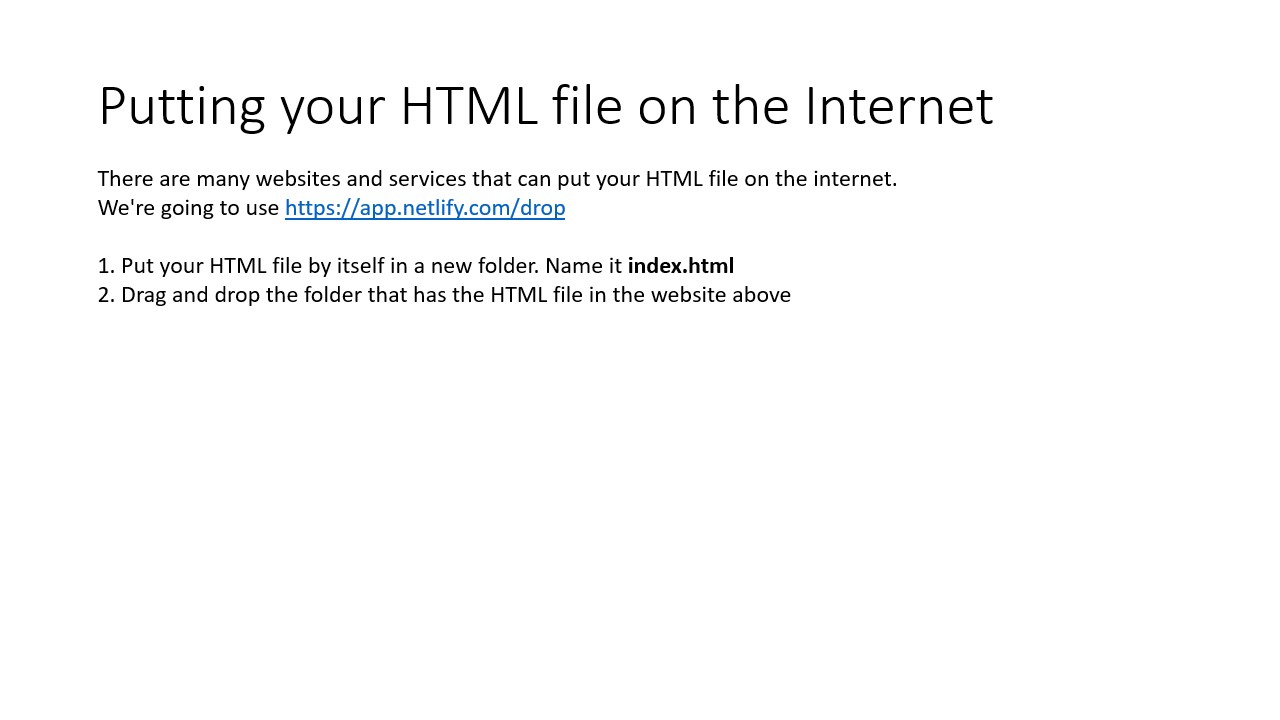 Putting your HTML file on the Internet
There are many websites and services that can put your HTML file on the internet.
We're going to use https://app.netlify.com/drop
1. Put your HTML file by itself in a new folder. Name it index.html
2. Drag and drop the folder that has the HTML file in the website above